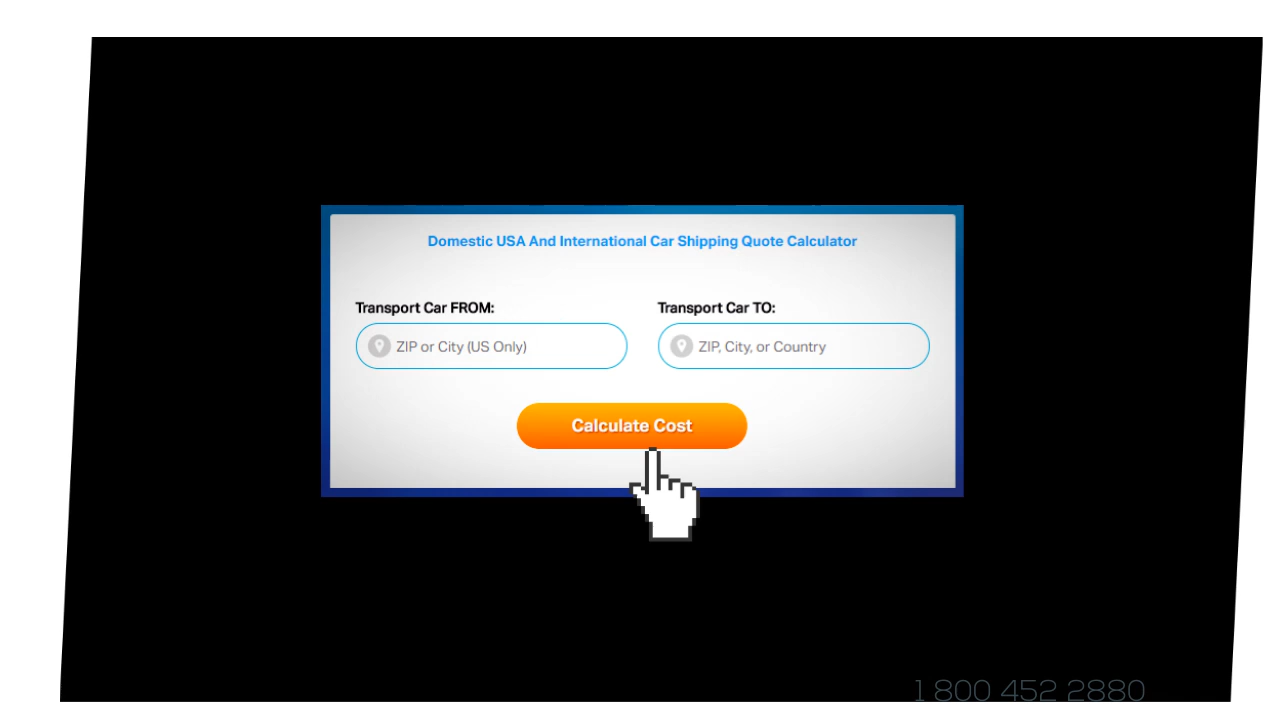 Domestic USA And International Car Shipping Quote Calculator
Transport Car FROM:
Transport Car TO:
ZIP or City (US Only)
ZIP, City, or Country
Calculate Cost
1 800 452 2880